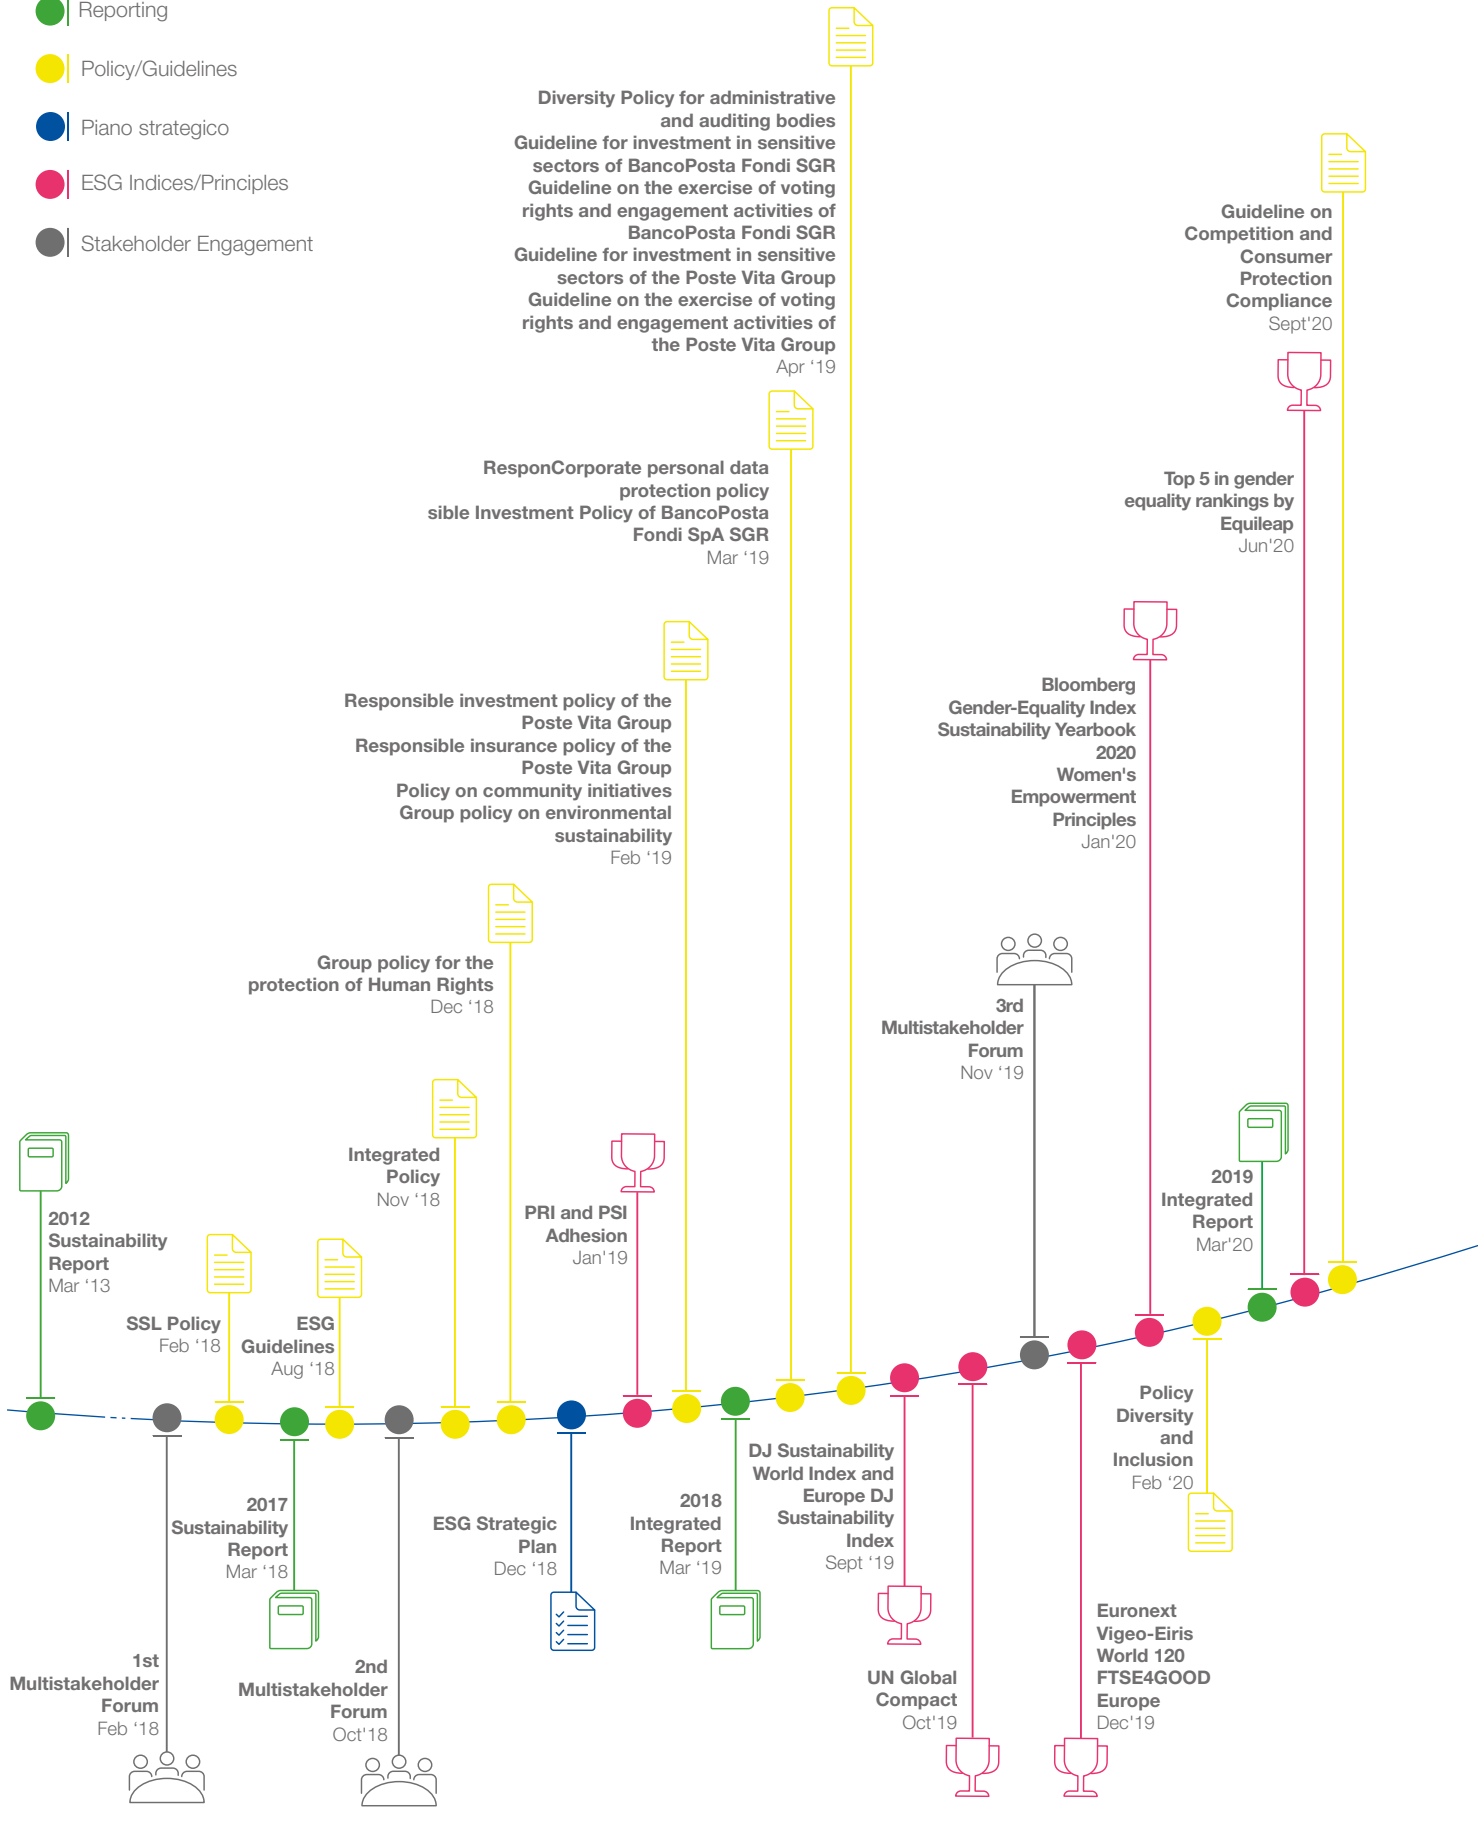 Reporting
Policy/Guidelines
Piano strategico
ESG Indices/Principles
Stakeholder Engagement
Diversity Policy for administrative
and auditing bodies
Guideline for investment in sensitive
sectors of BancoPosta Fondi SGR
Guideline on the exercise of voting
rights and engagement activities of
BancoPosta Fondi SGR
Guideline for investment in sensitive
sectors of the Poste Vita Group
Guideline on the exercise of voting
rights and engagement activities of
the Poste Vita Group
Apr ‘19
Guideline on
Competition and
Consumer
Protection
Compliance
Sept'20
ResponCorporate personal data
protection policy
sible Investment Policy of BancoPosta
Fondi SpA SGR
Mar ‘19
Top 5 in gender
equality rankings by
Equileap
Jun'20
Responsible investment policy of the
Poste Vita Group
Responsible insurance policy of the
Poste Vita Group
Policy on community initiatives
Group policy on environmental
sustainability
Feb ‘19
Bloomberg
Gender-Equality Index
Sustainability Yearbook
2020
Women's
Empowerment
Principles
Jan'20
Group policy for the
protection of Human Rights
Dec ‘18
3rd
Multistakeholder
Forum
Nov ‘19
Integrated
Policy
Nov ‘18
2019
Integrated
Report
Mar'20
2012
Sustainability
Report
Mar ‘13
PRI and PSI
Adhesion
Jan'19
SSL Policy
Feb ‘18
ESG
Guidelines
Aug ‘18
Policy
Diversity
and
Inclusion
Feb ‘20
DJ Sustainability
World Index and
Europe DJ
Sustainability
Index
Sept ‘19
2017
Sustainability
Report
Mar ‘18
ESG Strategic
Plan
Dec ‘18
2018
Integrated
Report
Mar ‘19
Euronext
Vigeo-Eiris
World 120
FTSE4GOOD
Europe
Dec'19
1st
Multistakeholder
Forum
Feb ‘18
2nd
Multistakeholder
Forum
Oct'18
UN Global
Compact
Oct'19